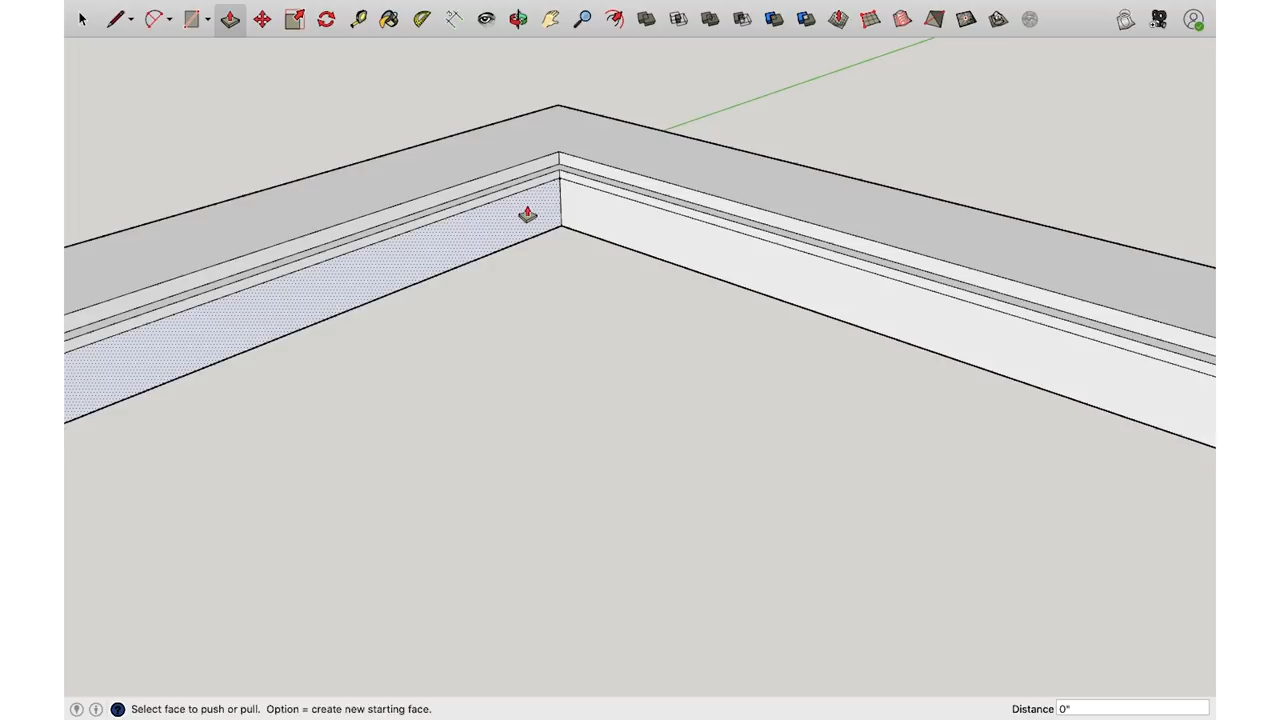 Select face to push or pull.  Option = create new starting face.
Distance 0"